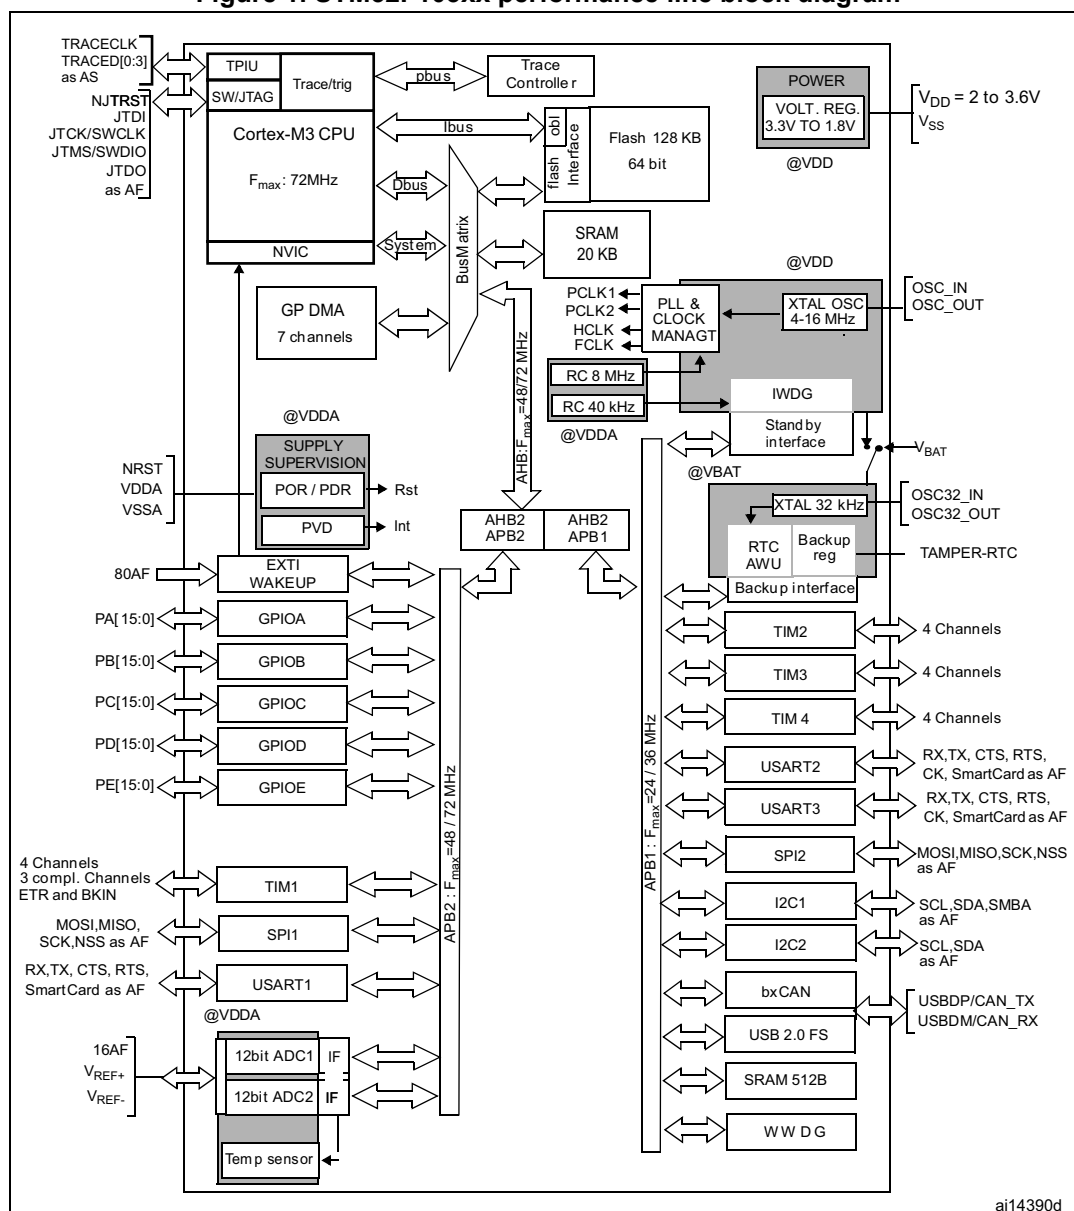 TRACECLK
TRACED[0:3]
as AS
NJTRST
JTDI
JTCK/SWCLK
JTMS/SWDIO
JTDO
as AF
TPIU
SW/JTAG
Trace/trig
Cortex-M3 CPU
Fmax: 72MHz
NVIC
pbus
Trace
Controller
Ibus
Dbus
System
BusMatrix
flash
obl
Interface
Flash 128 KB
64 bit
SRAM
20 KB
POWER
VOLT. REG.
3.3V TO 1.8V
@VDD
VDD = 2 to 3.6V
VSS
GP DMA
7 channels
AHB:Fmax=48/72 MHz
@VDD
PCLK1
PCLK2
HCLK
FCLK
PLL &
CLOCK
MANAGT
XTAL OSC
4-16 MHz
OSC_IN
OSC_OUT
RC 8 MHz
RC 40 kHz
@VDDA
IWDG
Standby
interface
@VBAT
VBAT
@VDDA
SUPPLY
SUPERVISION
POR / PDR
PVD
Rst
Int
NRST
VDDA
VSSA
AHB2
APB2
AHB2
APB1
XTAL 32 kHz
OSC32_IN
OSC32_OUT
RTC
AWU
Backup
reg
TAMPER-RTC
Backup interface
80AF
EXTI
WAKEUP
PA[15:0]
GPIOA
PB[15:0]
GPIOB
PC[15:0]
GPIOC
PD[15:0]
GPIOD
PE[15:0]
GPIOE
4 Channels
3 compl. Channels
ETR and BKIN
TIM1
MOSI,MISO,
SCK,NSS as AF
SPI1
RX,TX, CTS, RTS,
SmartCard as AF
USART1
@VDDA
16AF
VREF+
VREF-
12bit ADC1
IF
12bit ADC2
IF
Temp sensor
APB2 : Fmax=48 / 72 MHz
APB1 : Fmax=24 / 36 MHz
TIM2
4 Channels
TIM3
4 Channels
TIM 4
4 Channels
USART2
RX,TX, CTS, RTS,
CK, SmartCard as AF
USART3
RX,TX, CTS, RTS,
CK, SmartCard as AF
SPI2
MOSI,MISO,SCK,NSS
as AF
I2C1
SCL,SDA,SMBA
as AF
I2C2
SCL,SDA
as AF
bxCAN
USBDP/CAN_TX
USBDM/CAN_RX
USB 2.0 FS
SRAM 512B
WWDG
ai14390d